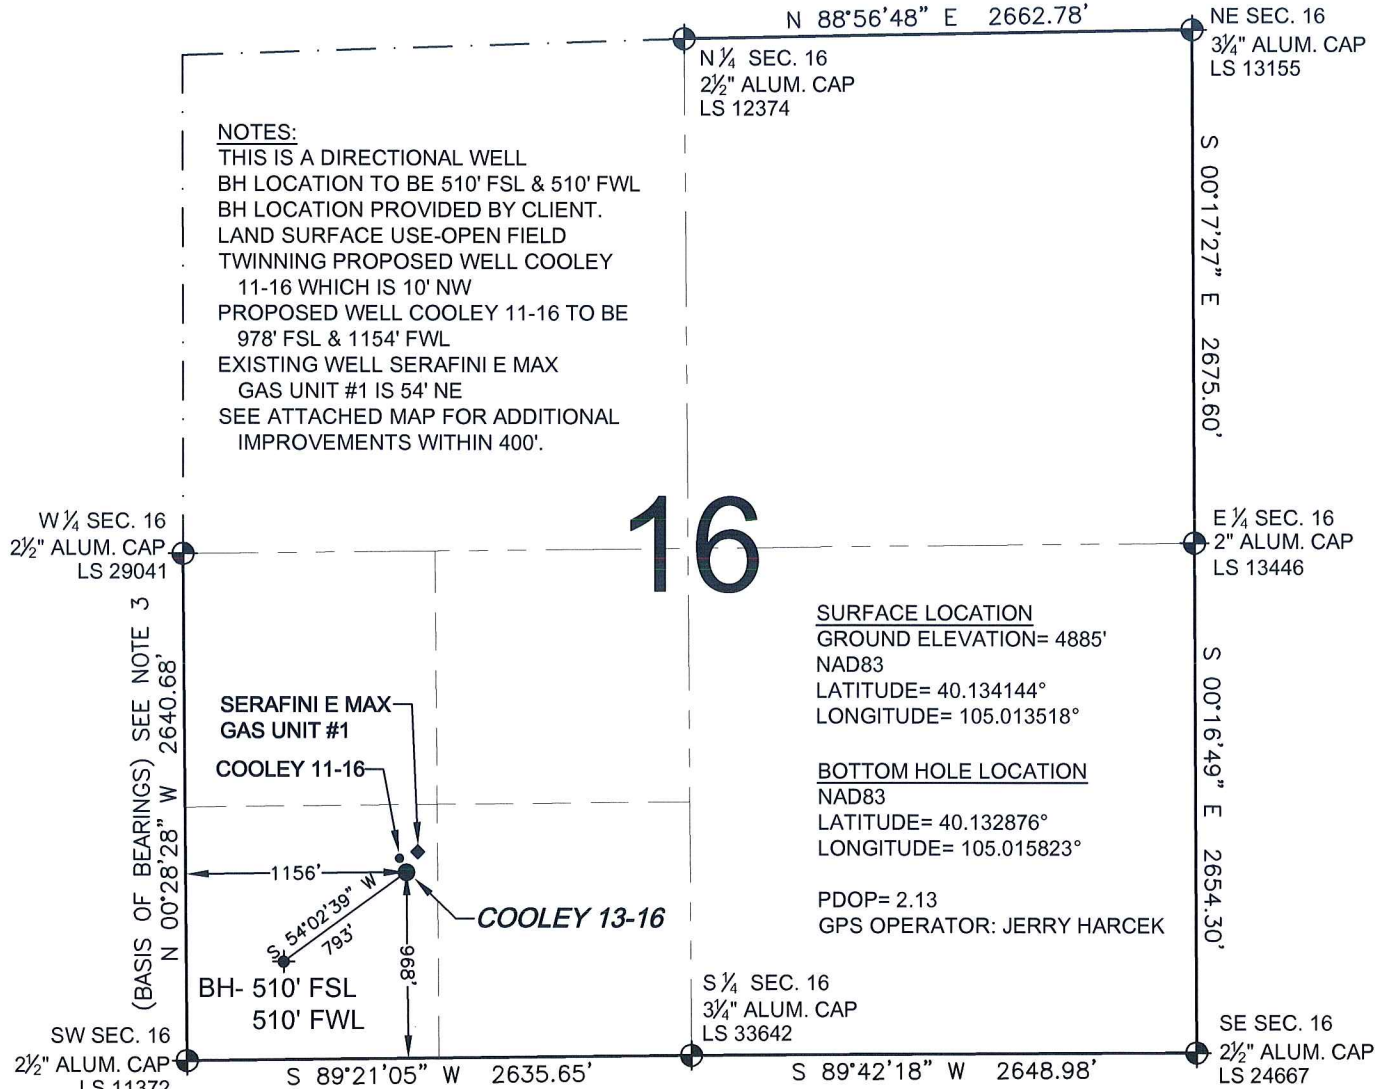 N 88°56'48" E 2662.78'
NE SEC. 16
3¼" ALUM. CAP
LS 13155
N ¼ SEC. 16
2½" ALUM. CAP
LS 12374
NOTES:
THIS IS A DIRECTIONAL WELL
BH LOCATION TO BE 510' FSL & 510' FWL
BH LOCATION PROVIDED BY CLIENT.
LAND SURFACE USE-OPEN FIELD
TWINNING PROPOSED WELL COOLEY
11-16 WHICH IS 10' NW
PROPOSED WELL COOLEY 11-16 TO BE
978' FSL & 1154' FWL
EXISTING WELL SERAFINI E MAX
GAS UNIT #1 IS 54' NE
SEE ATTACHED MAP FOR ADDITIONAL
IMPROVEMENTS WITHIN 400'.
S 00°17'27" E 2675.60'
16
W ¼ SEC. 16
2½" ALUM. CAP
LS 29041
E ¼ SEC. 16
2" ALUM. CAP
LS 13446
(BASIS OF BEARINGS) SEE NOTE 3
N 00°28'28" W 2640.68'
SURFACE LOCATION
GROUND ELEVATION= 4885'
NAD83
LATITUDE= 40.134144°
LONGITUDE= 105.013518°
BOTTOM HOLE LOCATION
NAD83
LATITUDE= 40.132876°
LONGITUDE= 105.015823°
PDOP= 2.13
GPS OPERATOR: JERRY HARCEK
S 00°16'49" E 2654.30'
SERAFINI E MAX
GAS UNIT #1
COOLEY 11-16
1156'
S 54°02'39" W
793'
968'
COOLEY 13-16
BH- 510' FSL
510' FWL
S ¼ SEC. 16
3¼" ALUM. CAP
LS 33642
SW SEC. 16
2½" ALUM. CAP
LS 11372
SE SEC. 16
2½" ALUM. CAP
LS 24667
S 89°21'05" W 2635.65'
S 89°42'18" W 2648.98'